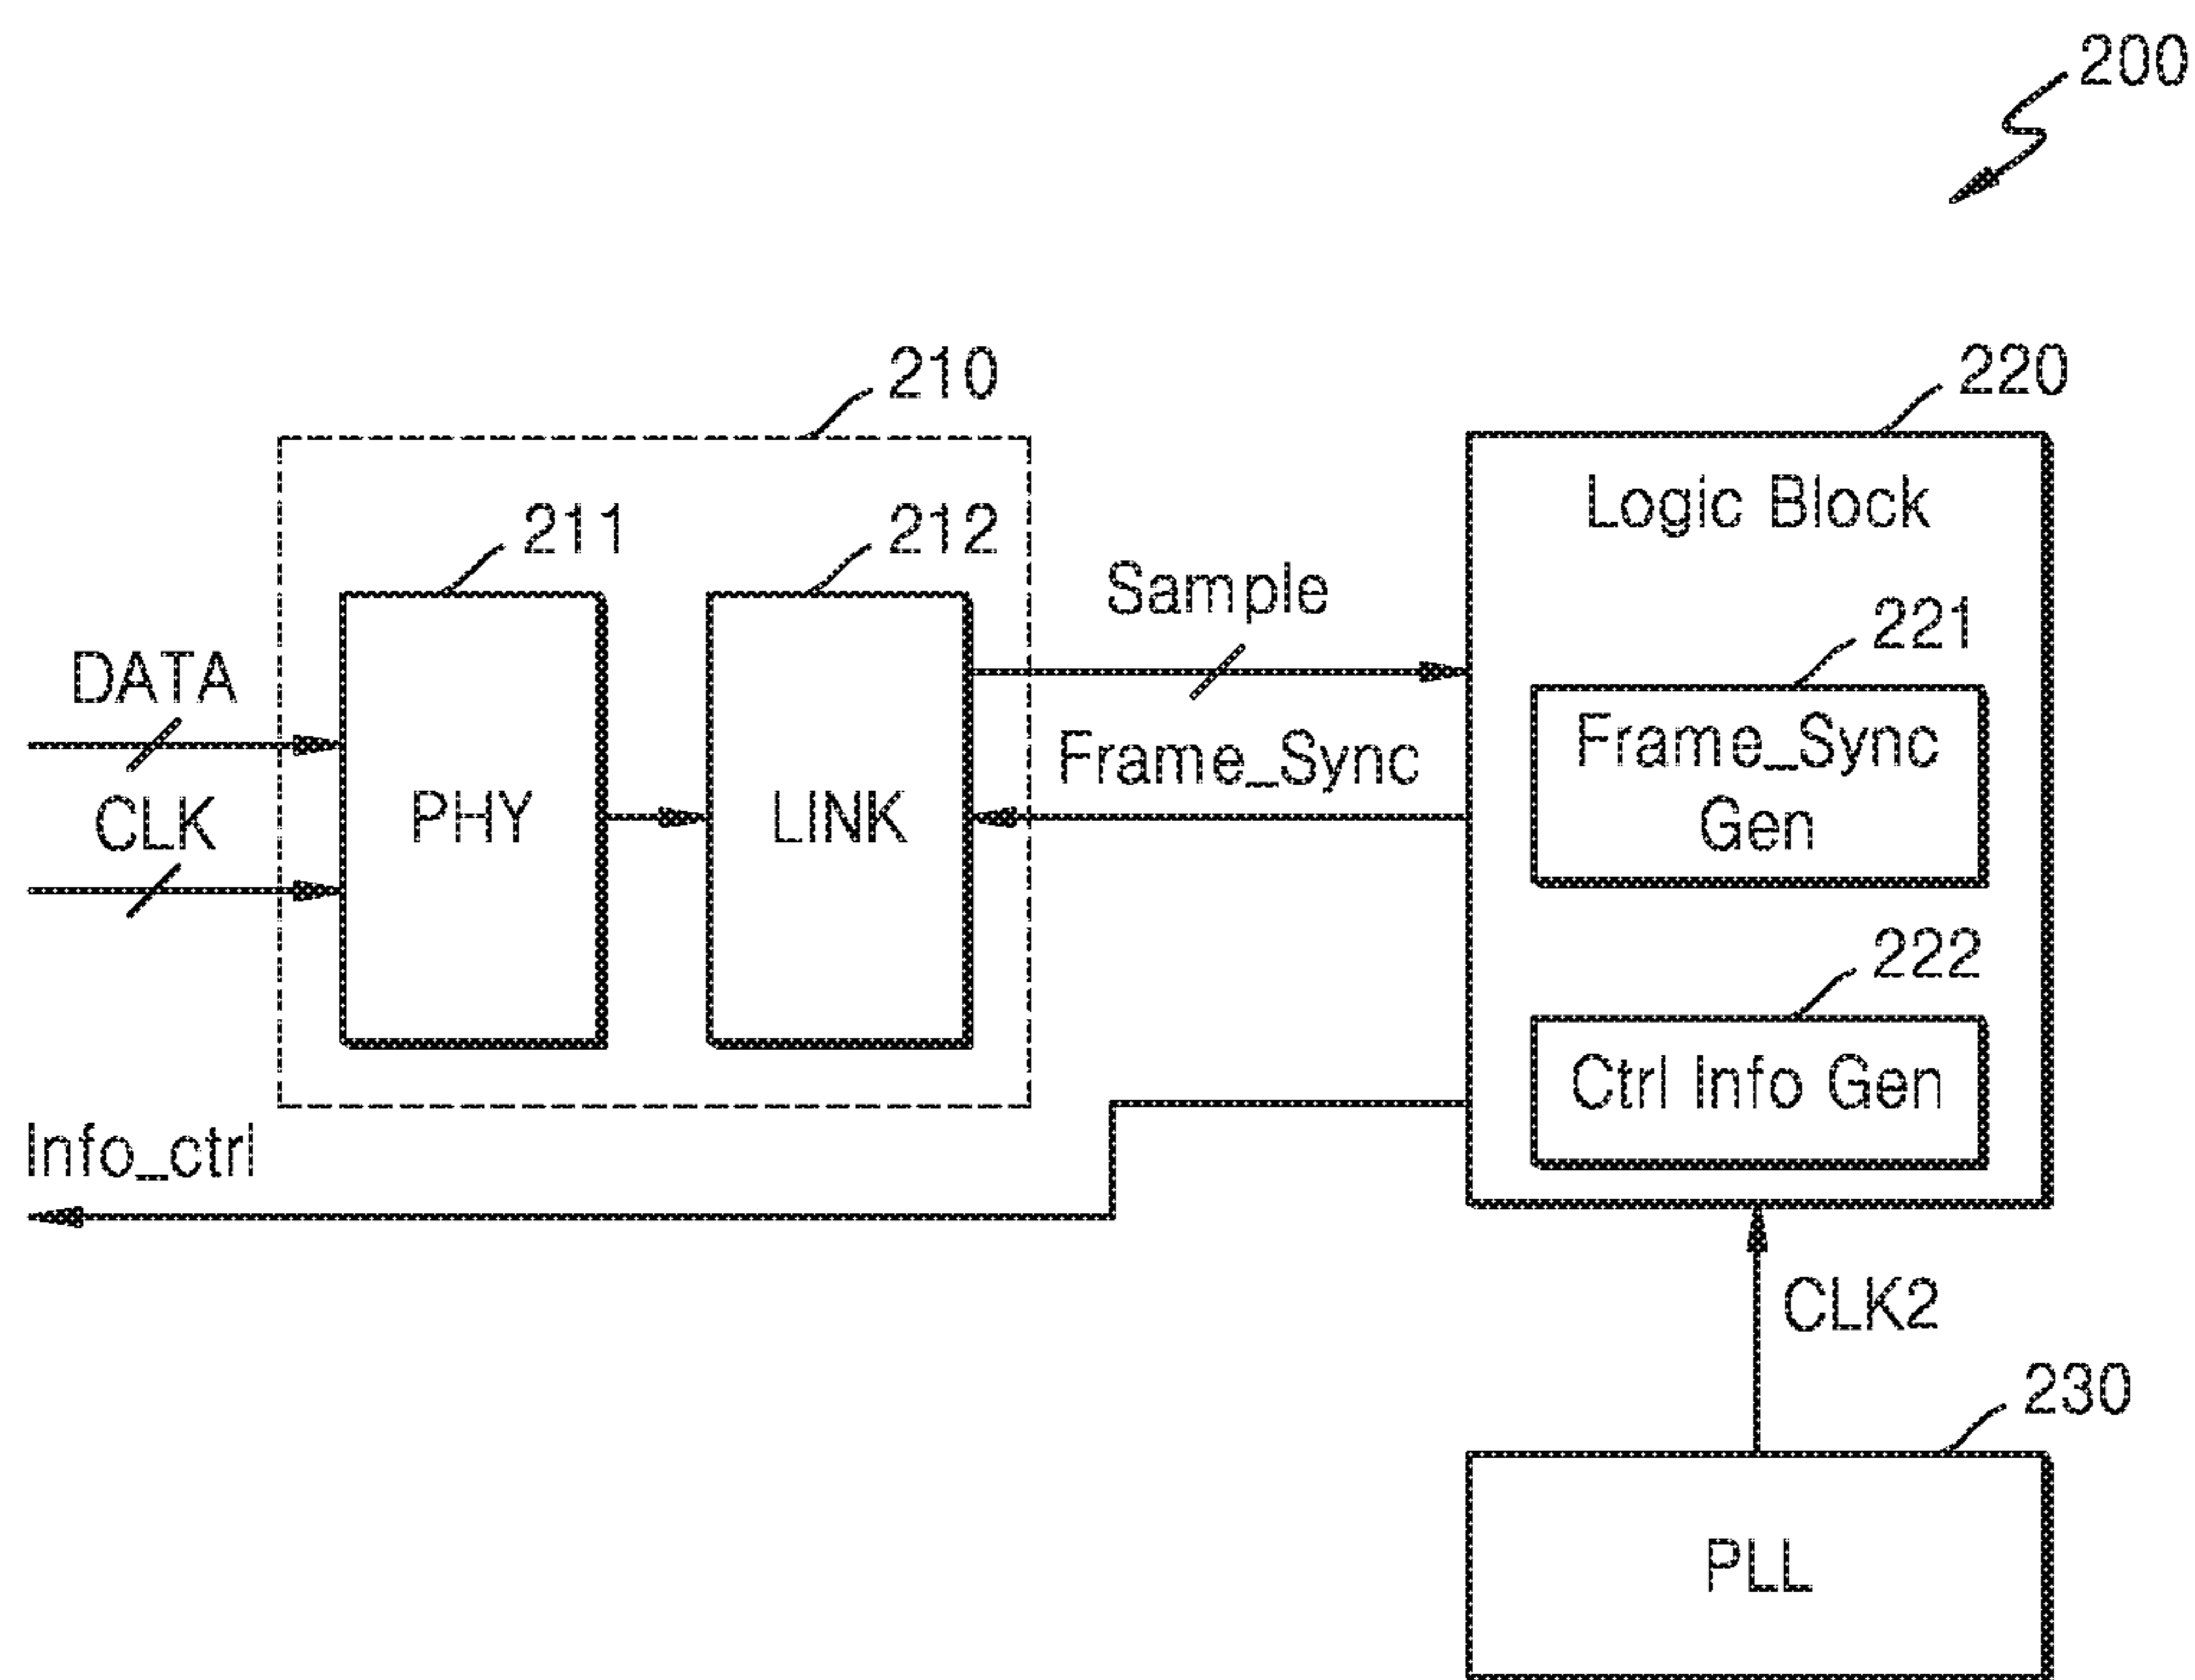 200
210
220
211
212
Logic Block
Sample
221
DATA
Frame_Sync
Frame_Sync
Gen
CLK
PHY
LINK
222
Ctrl Info Gen
Info_ctrl
CLK2
230
PLL